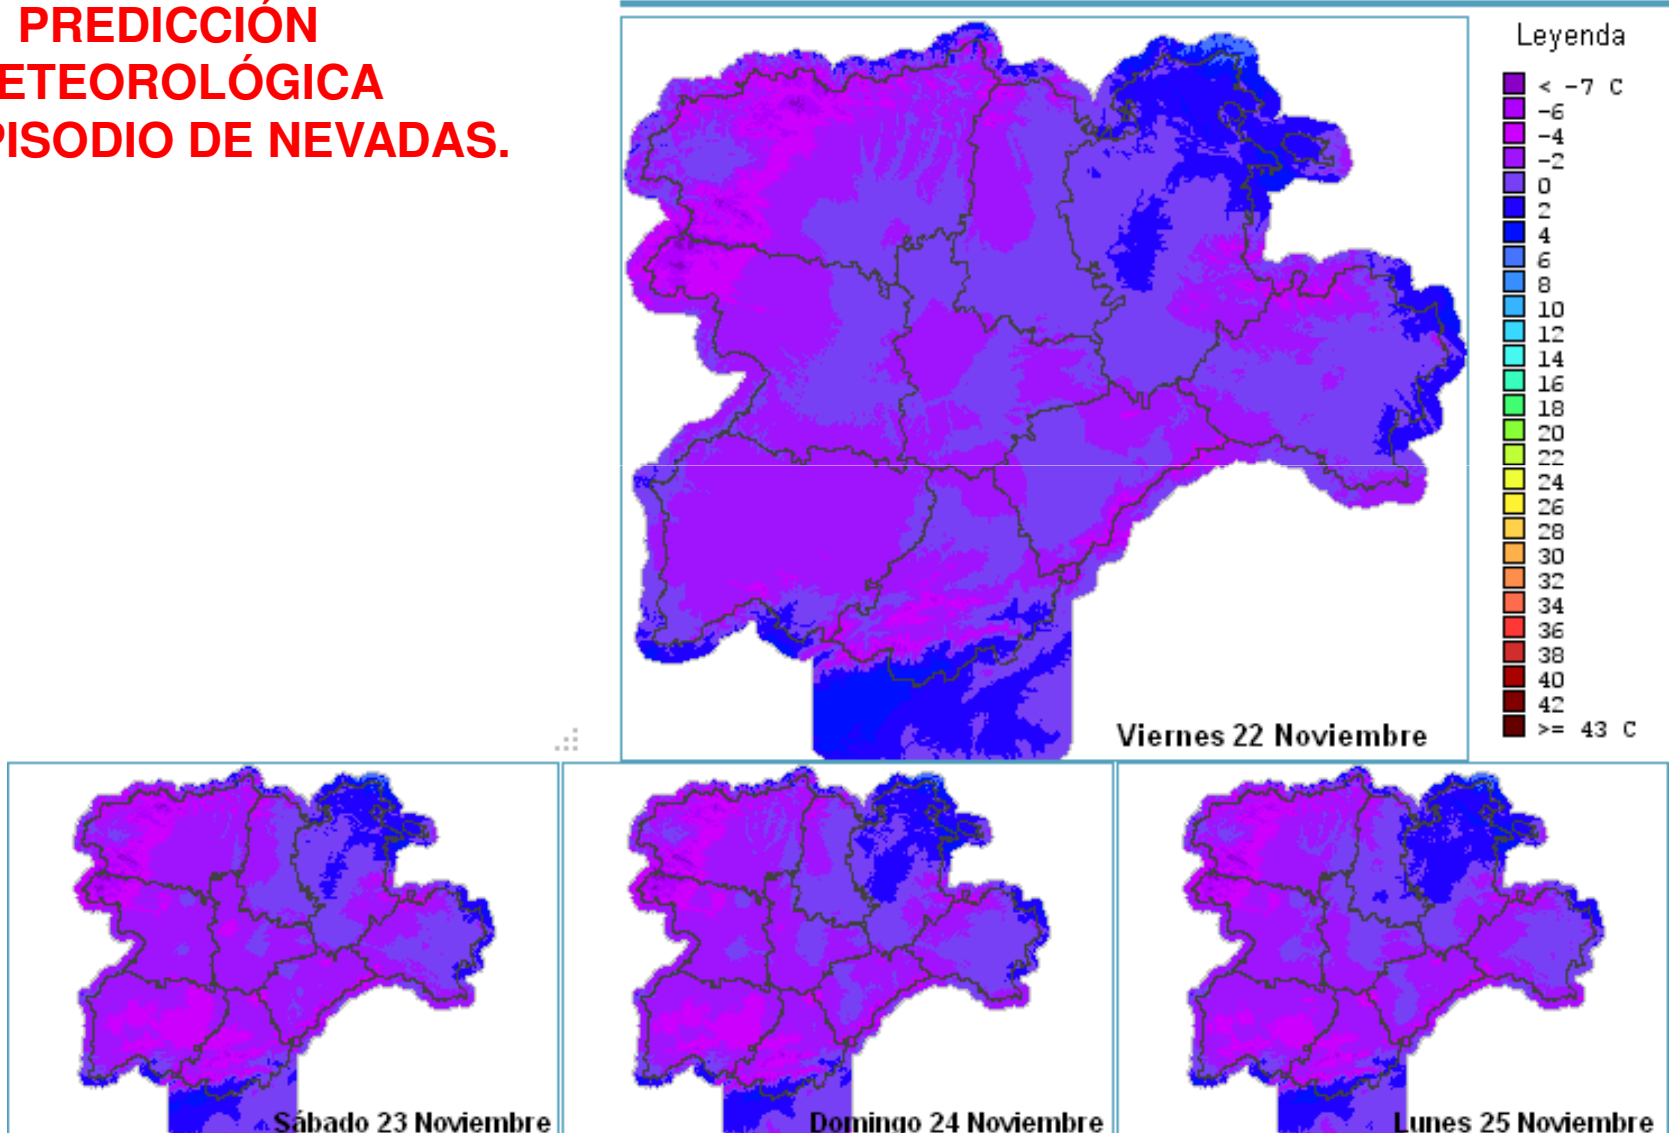 PREDICCIÓN
ETEOROLÓGICA
PISODIO DE NEVADAS.
Leyenda
< -7 C
-6
-4
-2
0
2
4
6
8
10
12
14
16
18
20
22
24
26
28
30
32
34
36
38
40
42
>= 43 C
Viernes 22 Noviembre
Sábado 23 Noviembre
Domingo 24 Noviembre
Lunes 25 Noviembre